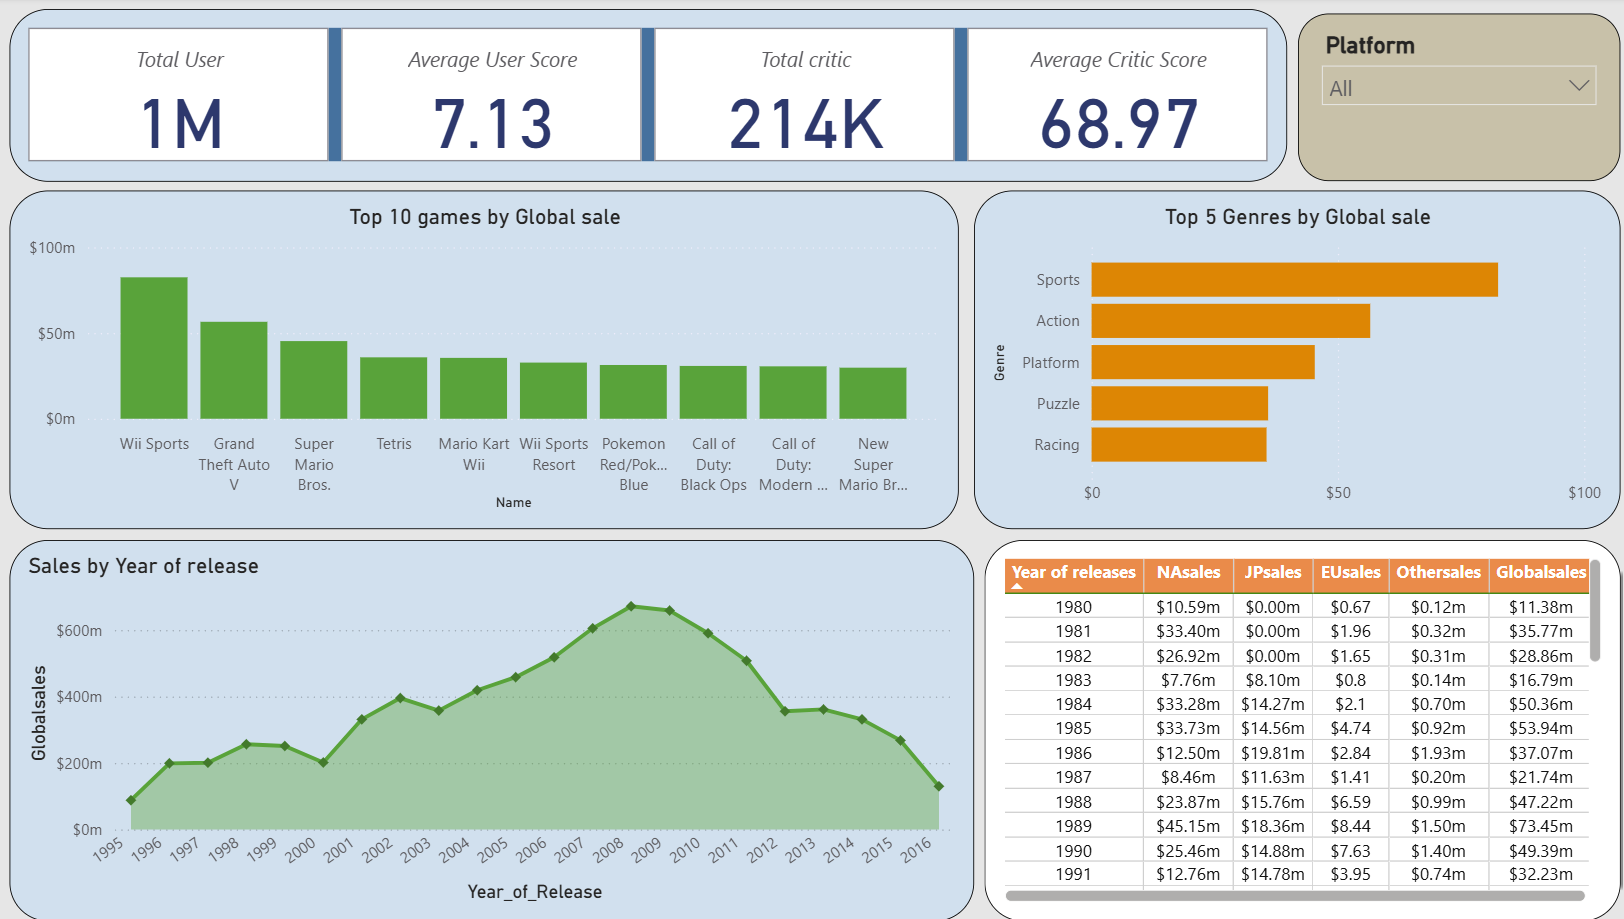 Total User
1M
Average User Score
7.13
Total critic
214K
Average Critic Score
68.97
Platform
All
Top 10 games by Global sale
$100m
$50m
$0m
Wii Sports
Grand
Theft Auto
V
Super
Mario
Bros.
Tetris
Mario Kart
Wii
Wii Sports
Resort
Pokemon
Red/Pok...
Blue
Call of
Duty:
Black Ops
Call of
Duty:
Modern ...
New
Super
Mario Br...
Name
Top 5 Genres by Global sale
Genre
Sports
Action
Platform
Puzzle
Racing
$0
$50
$100
Sales by Year of release
Globalsales
$600m
$400m
$200m
$0m
1995
1996
1997
1998
1999
2000
2001
2002
2003
2004
2005
2006
2007
2008
2009
2010
2011
2012
2013
2014
2015
2016
Year_of_Release
Year of releases NAsales JPsales EUsales Othersales Globalsales
1980 $10.59m $0.00m $0.67 $0.12m $11.38m
1981 $33.40m $0.00m $1.96 $0.32m $35.77m
1982 $26.92m $0.00m $1.65 $0.31m $28.86m
1983 $7.76m $8.10m $0.8 $0.14m $16.79m
1984 $33.28m $14.27m $2.1 $0.70m $50.36m
1985 $33.73m $14.56m $4.74 $0.92m $53.94m
1986 $12.50m $19.81m $2.84 $1.93m $37.07m
1987 $8.46m $11.63m $1.41 $0.20m $21.74m
1988 $23.87m $15.76m $6.59 $0.99m $47.22m
1989 $45.15m $18.36m $8.44 $1.50m $73.45m
1990 $25.46m $14.88m $7.63 $1.40m $49.39m
1991 $12.76m $14.78m $3.95 $0.74m $32.23m